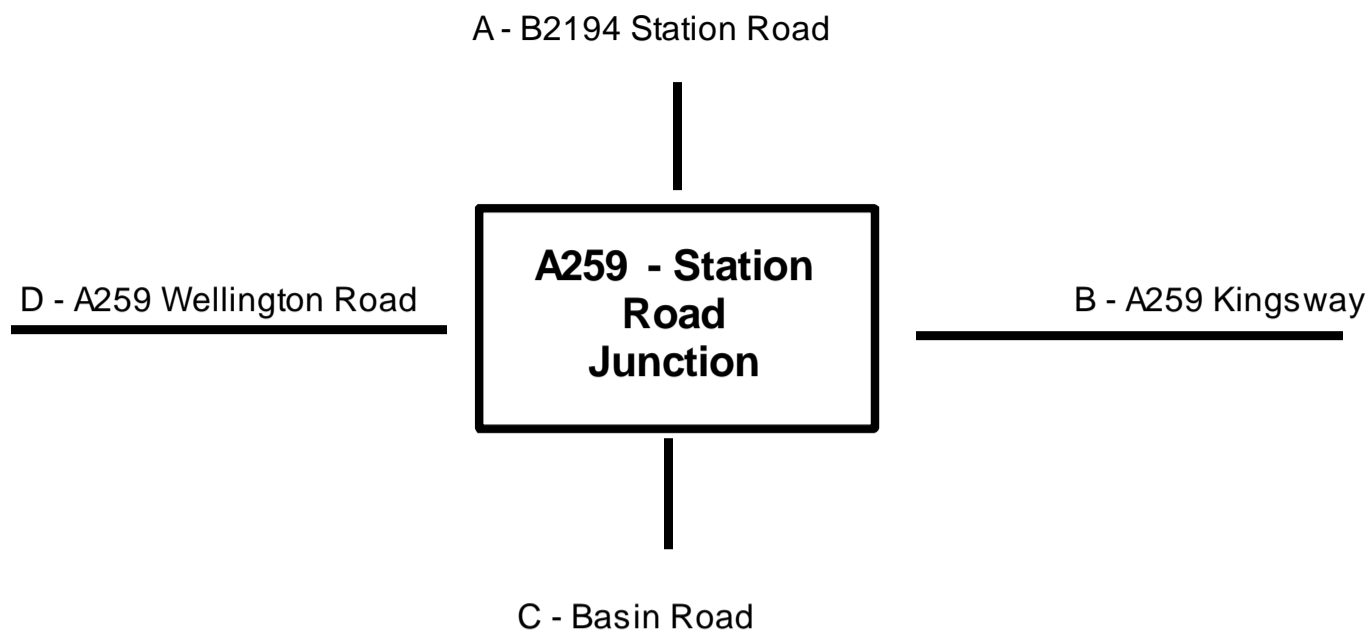 A - B2194 Station Road
A259 - Station
Road
Junction
D - A259 Wellington Road
B - A259 Kingsway
C - Basin Road